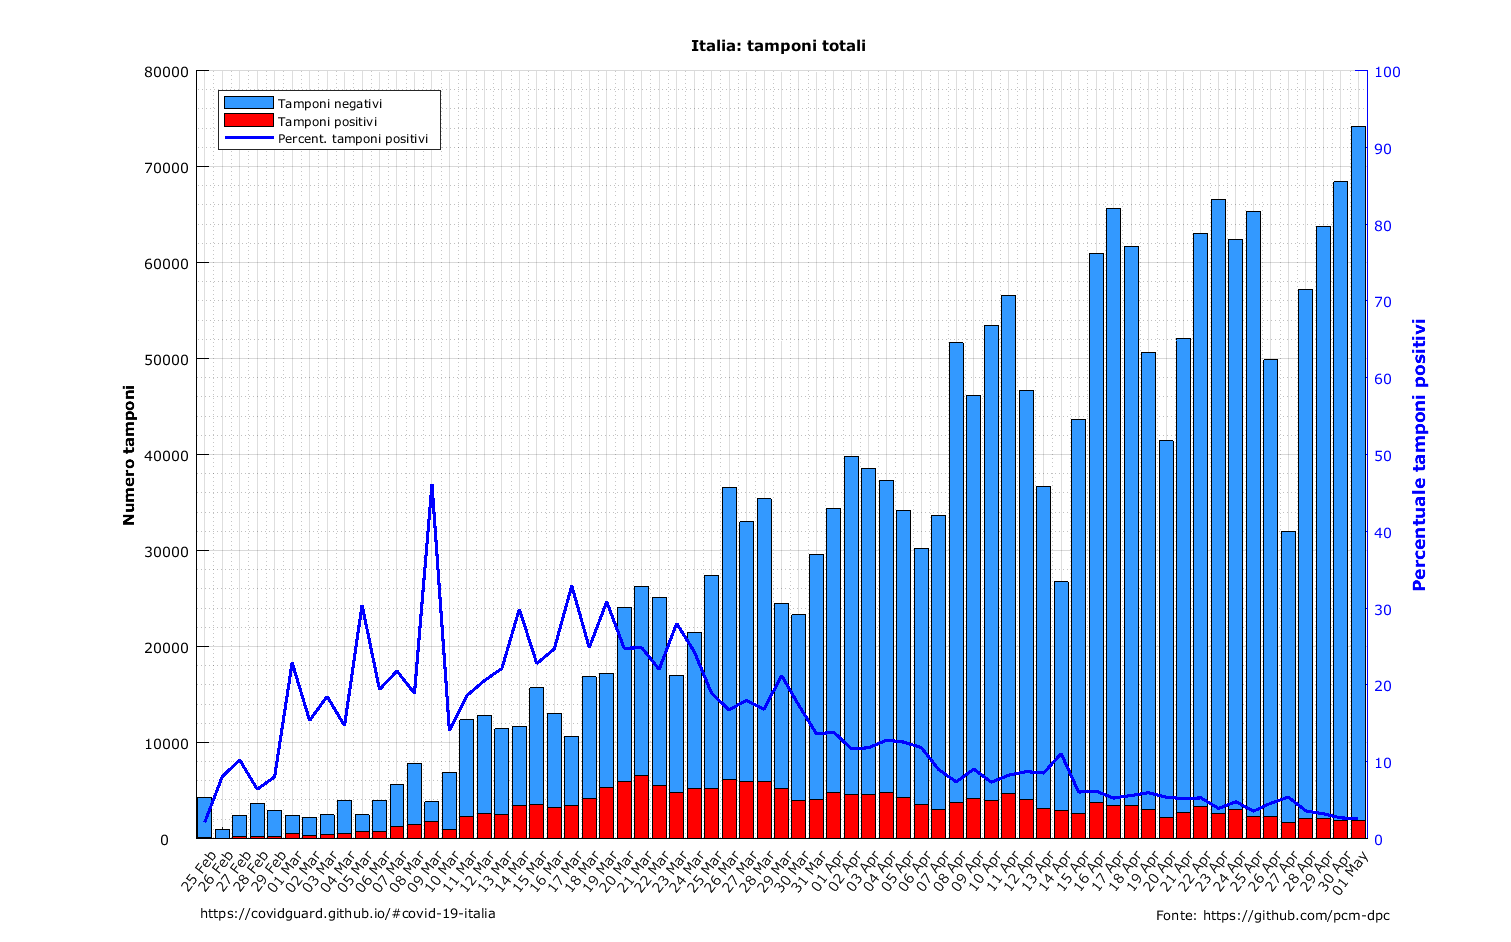 Italia: tamponi totali
80000
70000
60000
50000
40000
30000
20000
10000
0
Numero tamponi
Tamponi negativi
Tamponi positivi
Percent. tamponi positivi
100
90
80
70
60
50
40
30
20
10
0
Percentuale tamponi positivi
25 Feb
26 Feb
27 Feb
28 Feb
29 Feb
01 Mar
02 Mar
03 Mar
04 Mar
05 Mar
06 Mar
07 Mar
08 Mar
09 Mar
10 Mar
11 Mar
12 Mar
13 Mar
14 Mar
15 Mar
16 Mar
17 Mar
18 Mar
19 Mar
20 Mar
21 Mar
22 Mar
23 Mar
24 Mar
25 Mar
26 Mar
27 Mar
28 Mar
29 Mar
30 Mar
31 Mar
01 Apr
02 Apr
03 Apr
04 Apr
05 Apr
06 Apr
07 Apr
08 Apr
09 Apr
10 Apr
11 Apr
12 Apr
13 Apr
14 Apr
15 Apr
16 Apr
17 Apr
18 Apr
19 Apr
20 Apr
21 Apr
22 Apr
23 Apr
24 Apr
25 Apr
26 Apr
27 Apr
28 Apr
29 Apr
30 Apr
01 May
https://covidguard.github.io/#covid-19-italia
Fonte: https://github.com/pcm-dpc